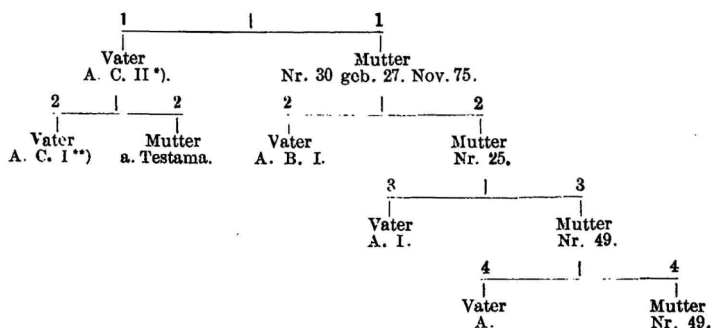 1 1
Vater Mutter
A. C. II *). Nr. 30 geb. 27. Nov. 75.
2 2 2 2
Vater Mutter Vater Mutter
A. C. I **) a. Testama. A. B. I. Nr. 25.
3 3
Vater Mutter
A. I. Nr. 49.
4 4
Vater Mutter
A. Nr. 49.